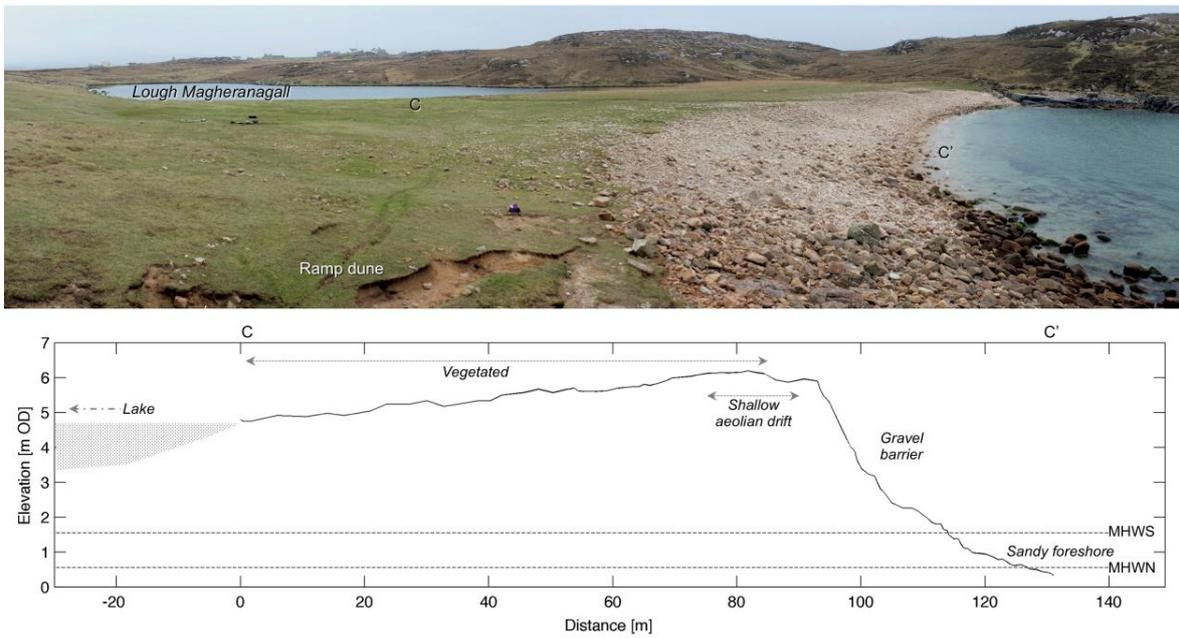 Lough Magheranagall
C
C'
Ramp dune
C
C'
7
6
5
4
3
2
1
0
Elevation [m OD]
Vegetated
Lake
Shallow
aeolian drift
Gravel
barrier
MHWS
Sandy foreshore
MHWN
-20
0
20
40
60
80
100
120
140
Distance [m]